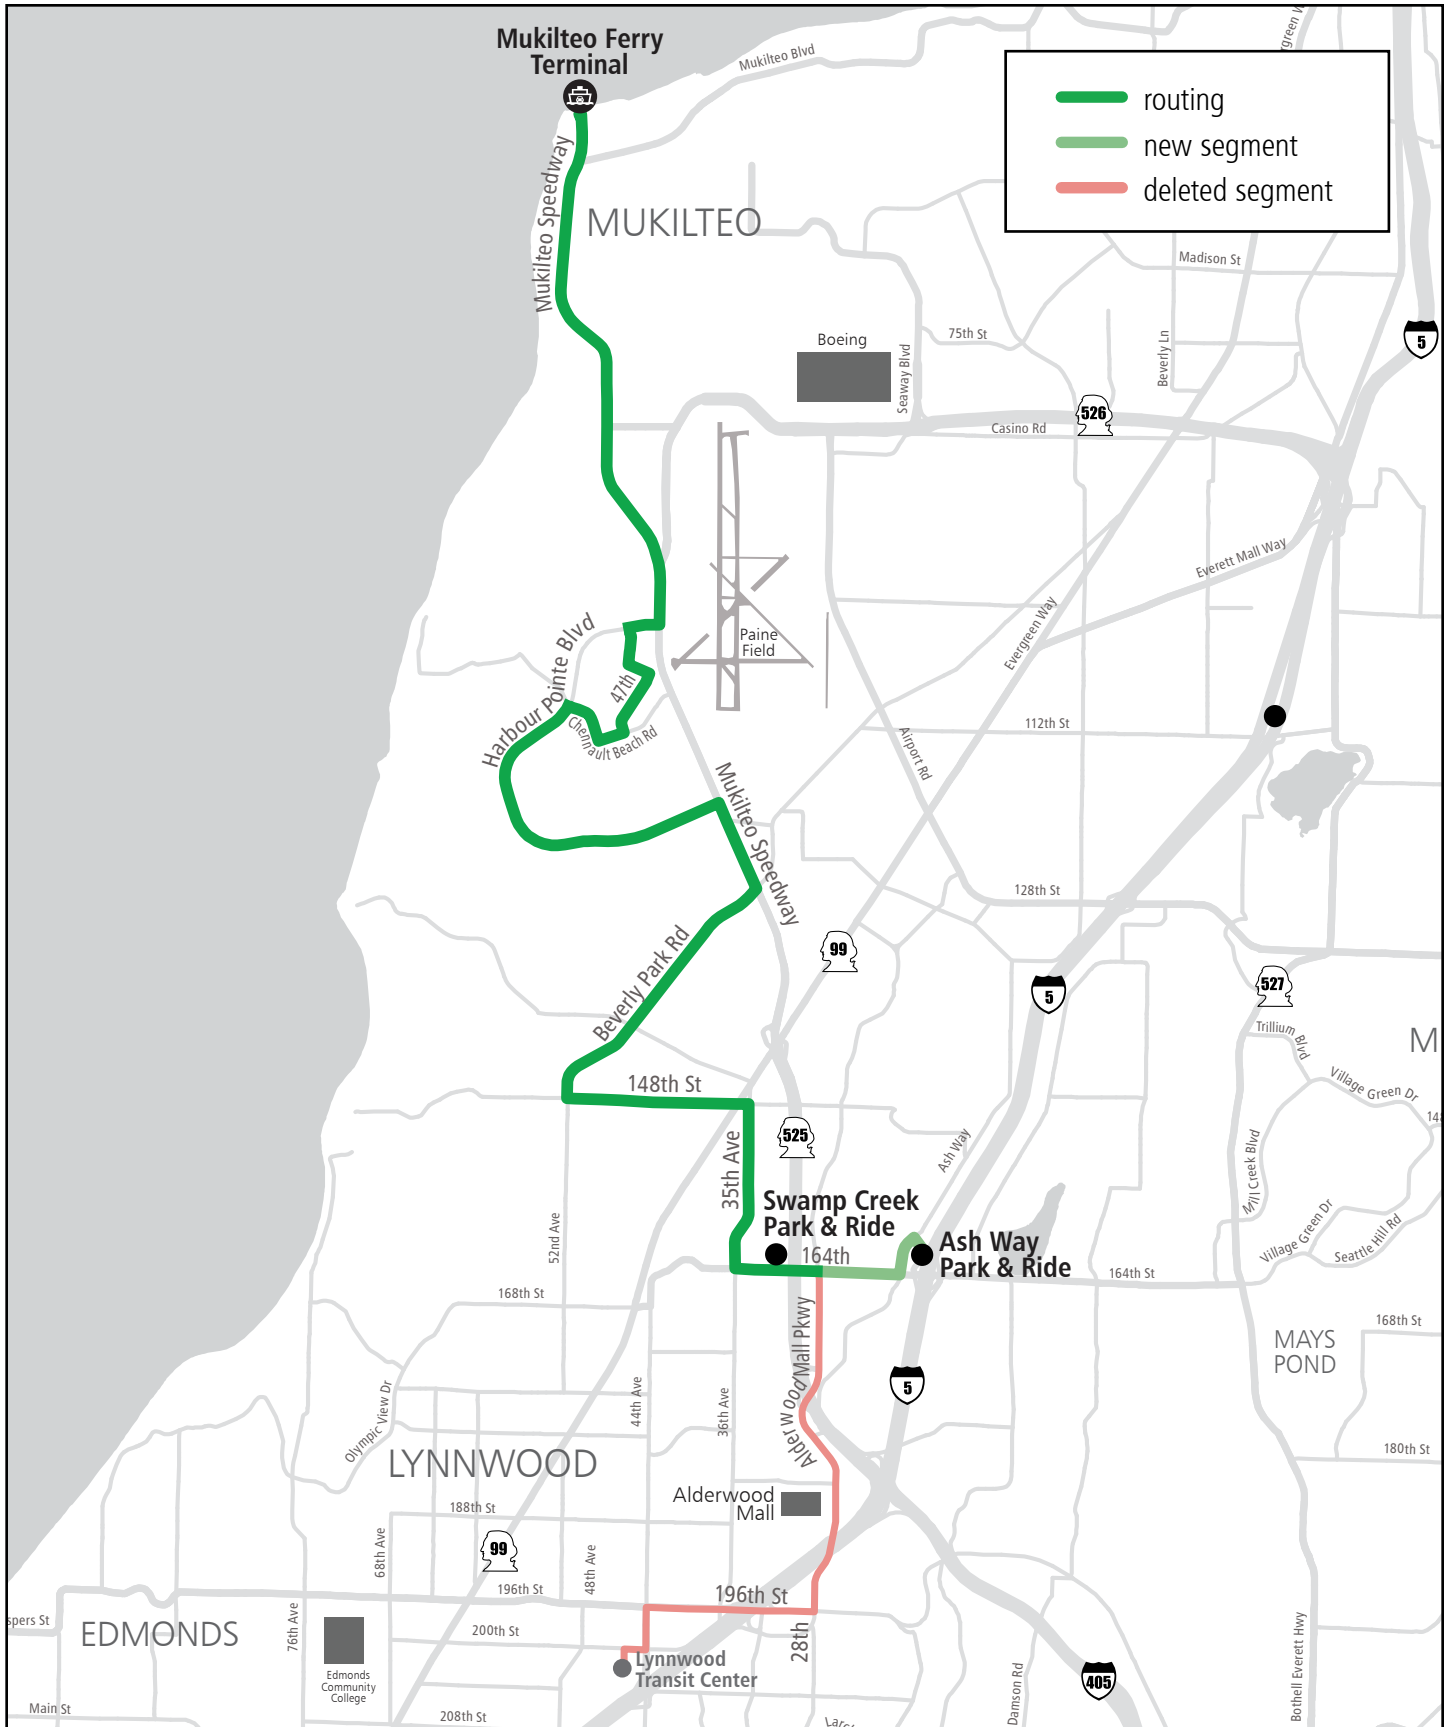 Mukilteo Ferry
Terminal
Mukilteo Blvd
routing
new segment
deleted segment
Mukilteo Speedway
MUKILTEO
Madison St
Boeing
75th St
Seaway Blvd
Beverly Ln
5
526
Casino Rd
Everett Mall Way
Evergreen Way
Paine
Field
Harbour Pointe Blvd
47th
Chennault Beach Rd
112th St
Airport Rd
Mukilteo Speedway
128th St
99
Beverly Park Rd
5
527
Trillium Blvd
M
Village Green Dr
148th St
525
35th Ave
Ash Way
Mill Creek Blvd
Swamp Creek
Park & Ride
164th
Ash Way
Park & Ride
164th St
Village Green Dr
Seattle Hill Rd
52nd Ave
168th St
168th St
MAYS
POND
Alderwood Mall Pkwy
5
Olympic View Dr
44th Ave
36th Ave
LYNNWOOD
180th St
Alderwood
Mall
188th St
99
68th Ave
48th Ave
196th St
196th St
spers St
EDMONDS
76th Ave
200th St
28th
Lynnwood
Transit Center
Edmonds
Community
College
Damson Rd
405
Bothell Everett Hwy
Main St
208th St